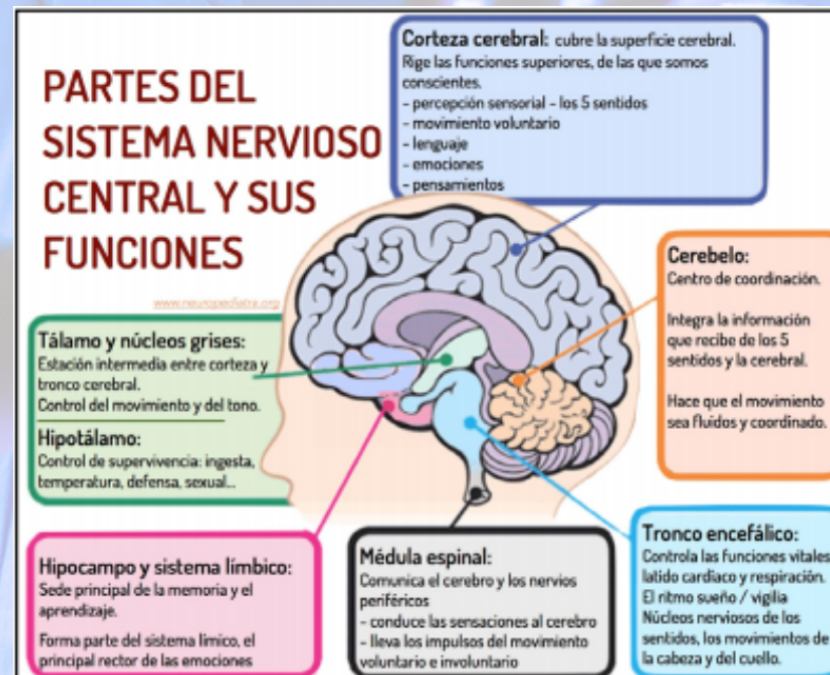 PARTES DEL
SISTEMA NERVIOSO
CENTRAL Y SUS
FUNCIONES
www.neuropediatra.org
Corteza cerebral: cubre la superficie cerebral.
Rige las funciones superiores, de las que somos
conscientes.
- percepción sensorial - los 5 sentidos
- movimiento voluntario
- lenguaje
- emociones
- pensamientos
Cerebelo:
Centro de coordinación.
Integra la información
que recibe de los 5
sentidos y la cerebral.
Hace que el movimiento
sea fluidos y coordinado.
Tálamo y núcleos grises:
Estación intermedia entre corteza y
tronco cerebral.
Control del movimiento y del tono.
Hipotálamo:
Control de supervivencia: ingesta,
temperatura, defensa, sexual...
Hipocampo y sistema límbico:
Sede principal de la memoria y el
aprendizaje.
Forma parte del sistema límico, el
principal rector de las emociones
Médula espinal:
Comunica el cerebro y los nervios
periféricos
- conduce las sensaciones al cerebro
- lleva los impulsos del movimiento
voluntario e involuntario
Tronco encefálico:
Controla las funciones vitales
latido cardíaco y respiración.
El ritmo sueño / vigilia
Núcleos nerviosos de los
sentidos, los movimientos de
la cabeza y del cuello.